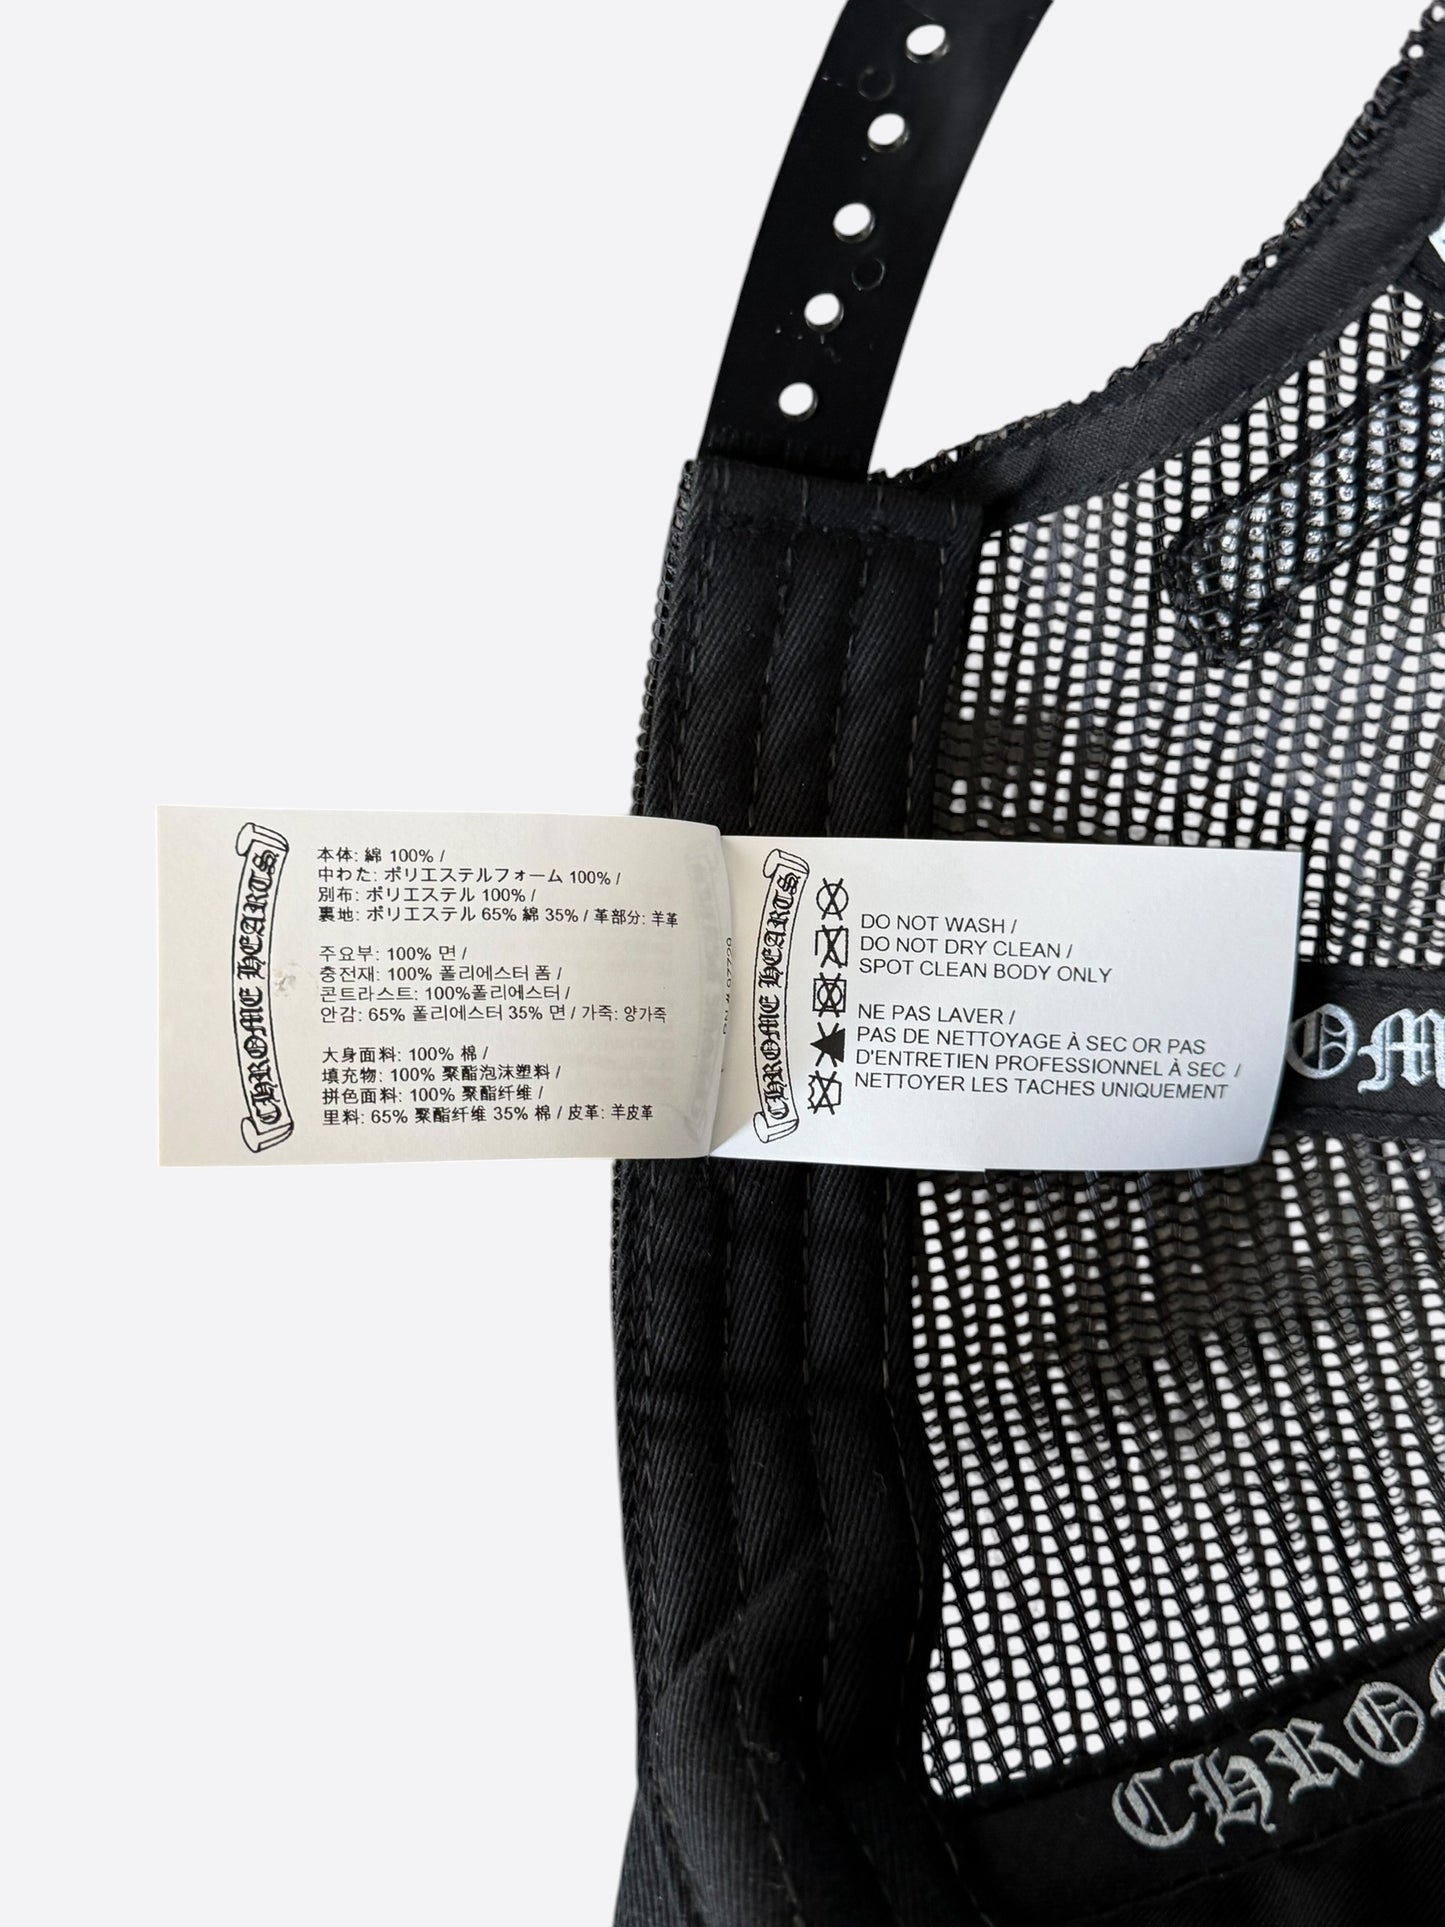 CHROME HEARTS
本体: 綿 100% /
中わた: ポリエステルフォーム 100% /
別布: ポリエステル 100% /
裏地: ポリエステル 65% 綿 35% / 革部分: 羊革
주요부: 100% 면 /
충전재: 100% 폴리에스터 폼 /
콘트라스트: 100%폴리에스터 /
안감: 65% 폴리에스터 35% 면 / 가죽: 양가죽
大身面料: 100% 棉 /
填充物: 100% 聚酯泡沫塑料 /
拼色面料: 100% 聚酯纤维 /
里料: 65% 聚酯纤维 35% 棉 / 皮革: 羊皮革
CHROME HEARTS
DO NOT WASH /
DO NOT DRY CLEAN /
SPOT CLEAN BODY ONLY
NE PAS LAVER /
PAS DE NETTOYAGE À SEC OR PAS
D'ENTRETIEN PROFESSIONNEL À SEC /
NETTOYER LES TACHES UNIQUEMENT
OM
CHRO